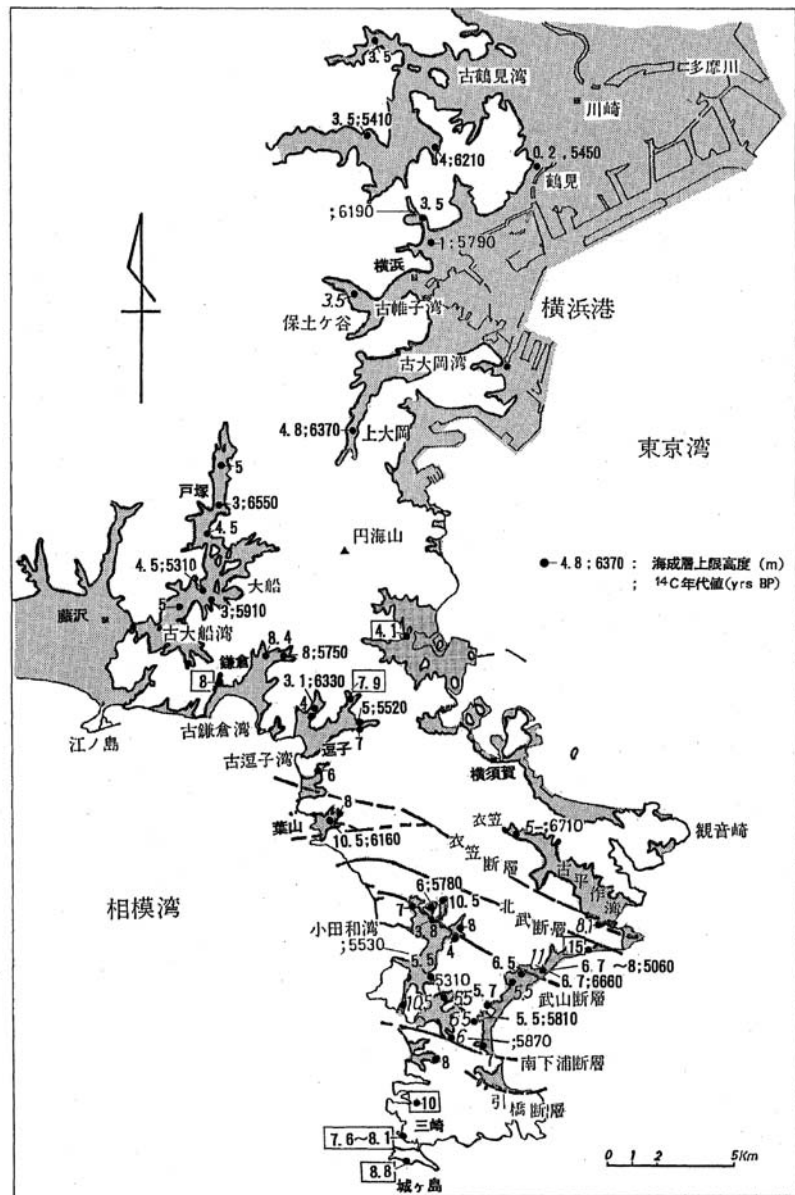 3.5
古鶴見湾
多摩川
川崎
3.5;5410
4;6210
0.2,5450
鶴見
3.5
;6190
1;5790
横浜
3.5
古帷子湾
横浜港
保土ケ谷
古大岡湾
4.8;6370
上大岡
東京湾
5
戸塚
3;6550
4.5
円海山
4.8;6370: 海成層上限高度(m)
; ¹⁴C年代値(yrs BP)
4.5;5310
大船
5
3;5910
藤沢
古大船湾
4.1
8.4
鎌倉
8;5750
8
3.1;6330
7.9
4
5;5520
古鎌倉湾
江ノ島
逗子
7
古逗子湾
6
横須賀
8
葉山
4
10.5;6160
衣笠
5-;6710
観音崎
衣笠断層
古平作湾
相模湾
6;5780
10.5
北武断層
8.1
7
小田和湾
3.8
8
4
15
;5530
11
5.5
6.5
6.7~8;5060
6.7;6660
5310
5.5
武山断層
10.5
5.5
5.7
5.5;5810
6.5
6
;5870
南下浦断層
8
引橋断層
10
三崎
7.6~8.1
8.8
城ヶ島
0 1 2 5Km